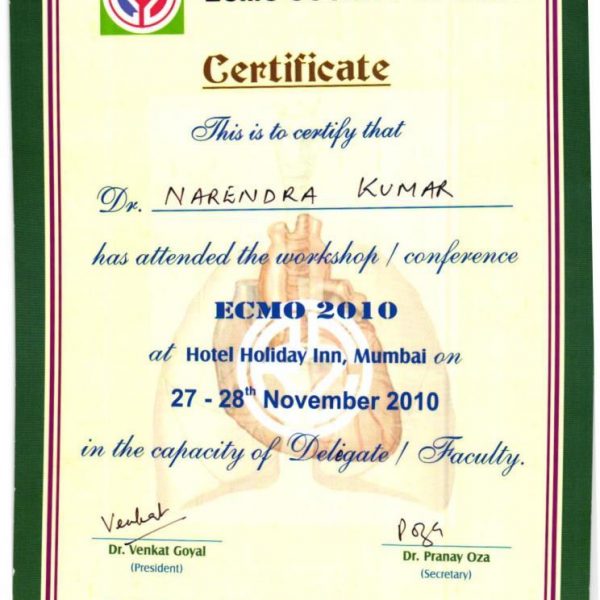 Certificate
This is to certify that
Dr. NARENDRA KUMAR
has attended the workshop / conference
ECMO 2010
at Hotel Holiday Inn, Mumbai on
27 - 28th November 2010
in the capacity of Deligate / Faculty.
Venkat
Dr. Venkat Goyal
(President)
Poza
Dr. Pranay Oza
(Secretary)